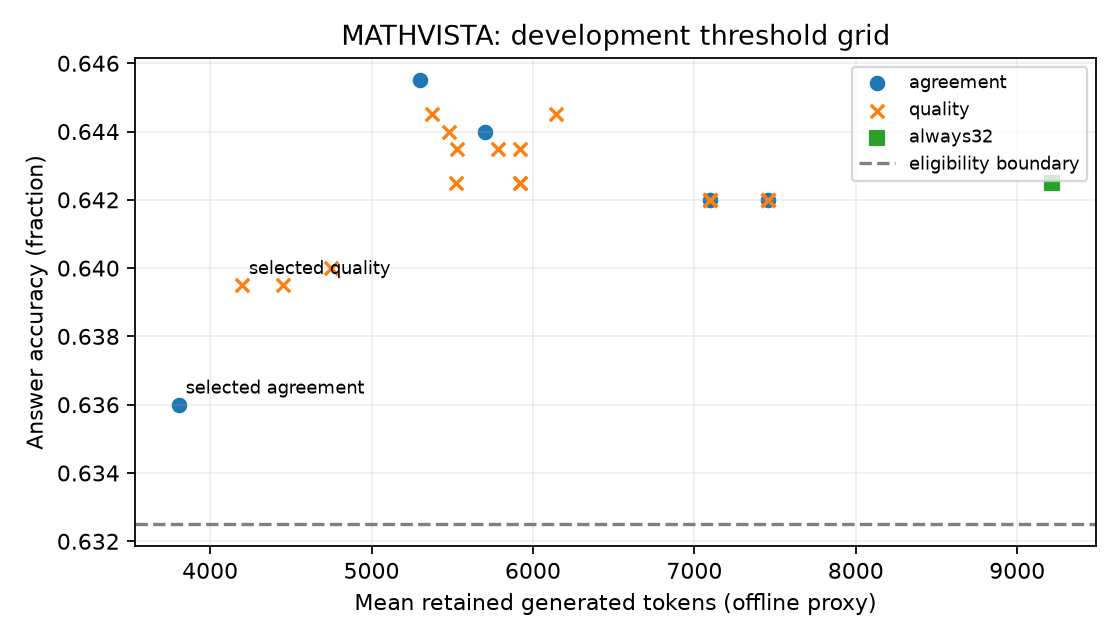 MATHVISTA: development threshold grid
Answer accuracy (fraction)
0.646
0.644
0.642
0.640
0.638
0.636
0.634
0.632
agreement
quality
always32
eligibility boundary
selected quality
selected agreement
4000 5000 6000 7000 8000 9000
Mean retained generated tokens (offline proxy)